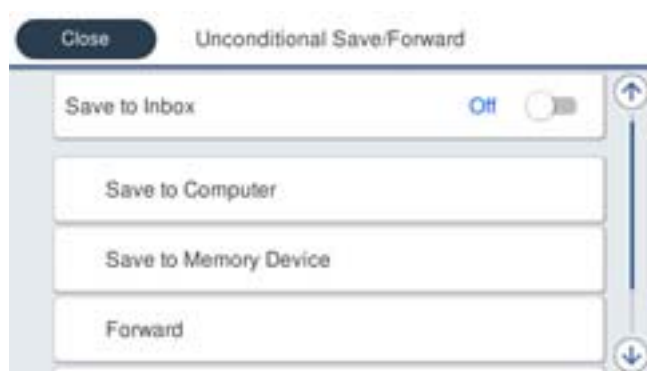 Close Unconditional Save/Forward
Save to Inbox Off
Save to Computer
Save to Memory Device
Forward